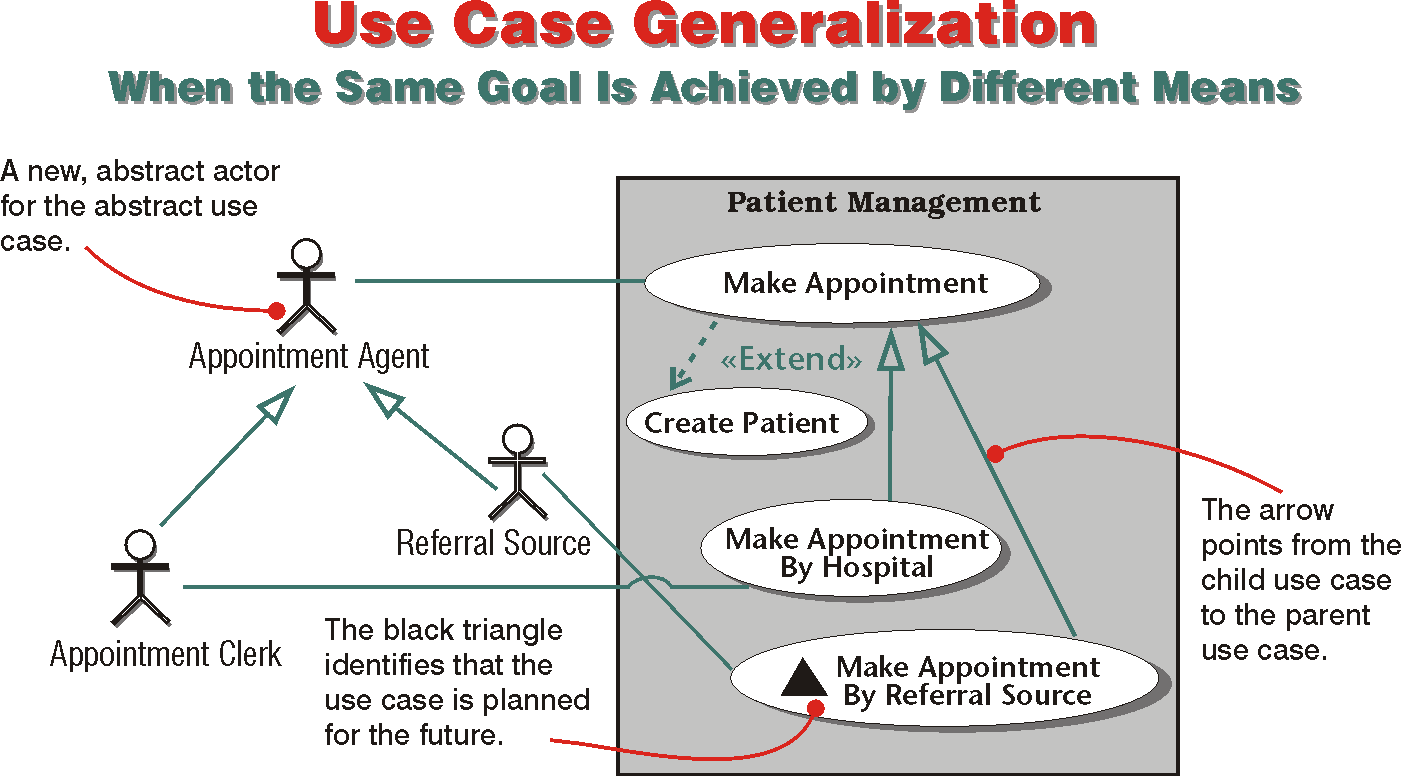 Use Case Generalization
When the Same Goal Is Achieved by Different Means
A new, abstract actor
for the abstract use
case.
Patient Management
Make Appointment
Appointment Agent
«Extend»
Create Patient
Referral Source
Make Appointment
By Hospital
The arrow
points from the
child use case
to the parent
use case.
Appointment Clerk
The black triangle
identifies that the
use case is planned
for the future.
Make Appointment
By Referral Source